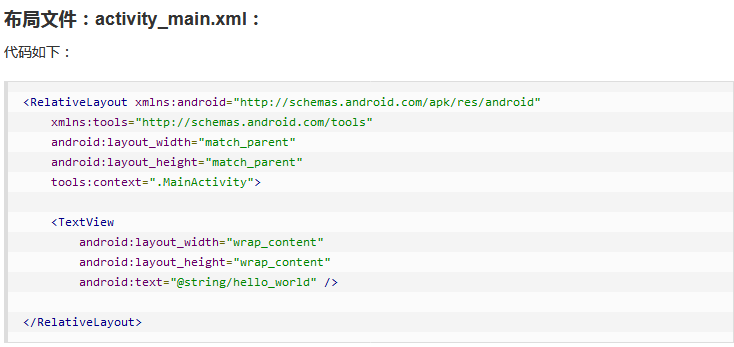 布局文件：activity_main.xml：
代码如下：
<RelativeLayout xmlns:android="http://schemas.android.com/apk/res/android"
    xmlns:tools="http://schemas.android.com/tools"
    android:layout_width="match_parent"
    android:layout_height="match_parent"
    tools:context=".MainActivity">
    <TextView
        android:layout_width="wrap_content"
        android:layout_height="wrap_content"
        android:text="@string/hello_world" />
</RelativeLayout>